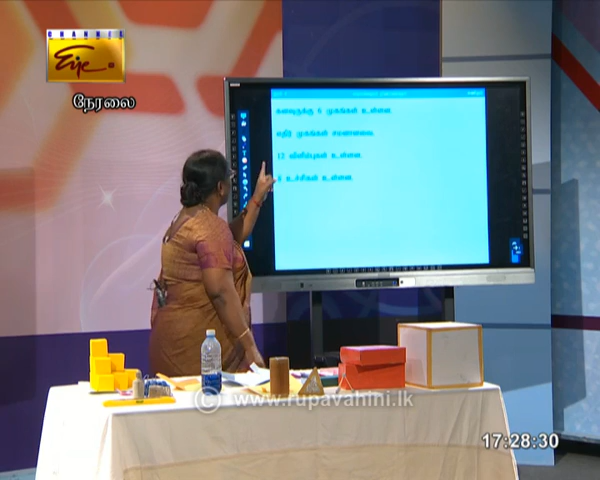 CHANNEL
Eye
நேரலை
கனவுருக்கு 6 முகங்கள் உள்ளன.
எதிர் முகங்கள் சமனானவை.
12 விளிம்புகள் உள்ளன.
உச்சிகள் உள்ளன.
© www.rupavahini.lk
17:28:30